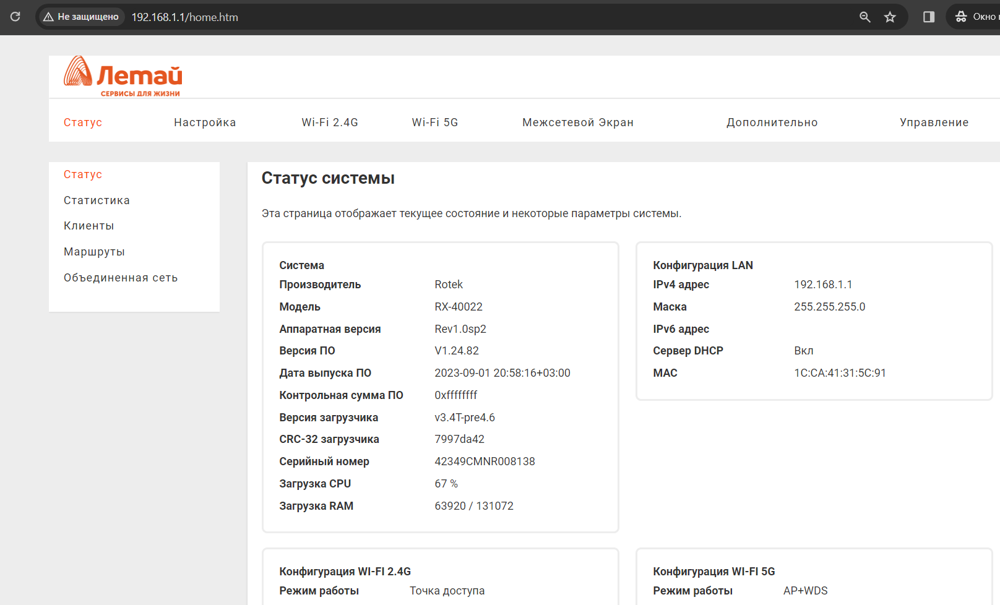 Не защищено 192.168.1.1/home.htm Окно
Летай
СЕРВИСЫ ДЛЯ ЖИЗНИ
Статус Настройка Wi-Fi 2.4G Wi-Fi 5G Межсетевой Экран Дополнительно Управление
Статус
Статистика
Клиенты
Маршруты
Объединенная сеть
Статус системы
Эта страница отображает текущее состояние и некоторые параметры системы.
Система
Производитель Rotek
Модель RX-40022
Аппаратная версия Rev1.0sp2
Версия ПО V1.24.82
Дата выпуска ПО 2023-09-01 20:58:16+03:00
Контрольная сумма ПО 0xffffffff
Версия загрузчика v3.4T-pre4.6
CRC-32 загрузчика 7997da42
Серийный номер 42349CMNR008138
Загрузка CPU 67 %
Загрузка RAM 63920 / 131072
Конфигурация LAN
IPv4 адрес 192.168.1.1
Маска 255.255.255.0
IPv6 адрес
Сервер DHCP Вкл
MAC 1C:CA:41:31:5C:91
Конфигурация WI-FI 2.4G
Режим работы Точка доступа
Конфигурация WI-FI 5G
Режим работы AP+WDS